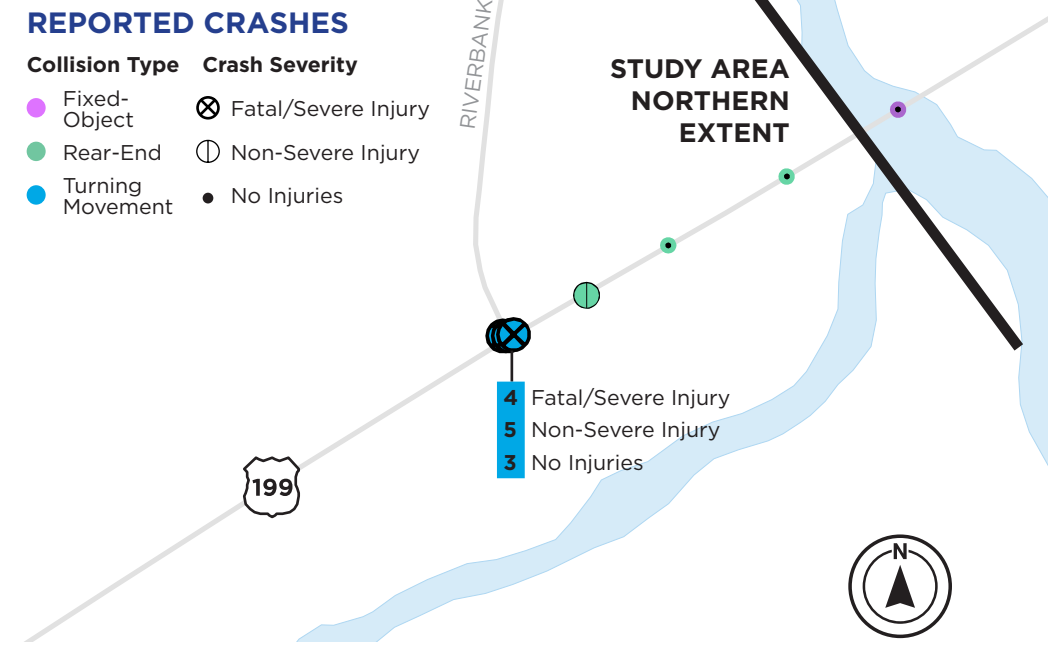 REPORTED CRASHES
Collision Type
Crash Severity
Fixed-
Object
Fatal/Severe Injury
Rear-End
Non-Severe Injury
Turning
Movement
No Injuries
RIVERBANK
STUDY AREA
NORTHERN
EXTENT
4 Fatal/Severe Injury
5 Non-Severe Injury
3 No Injuries
199
N